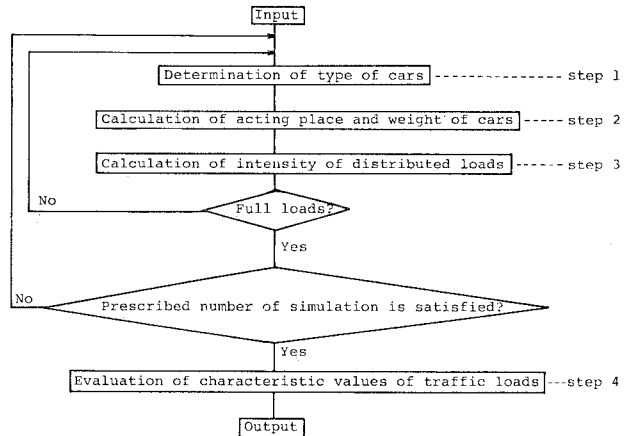 Input
Determination of type of cars ---------------- step 1
Calculation of acting place and weight of cars ----- step 2
Calculation of intensity of distributed loads ------- step 3
No
Full loads?
Yes
No
Prescribed number of simulation is satisfied?
Yes
Evaluation of characteristic values of traffic loads ---step 4
Output